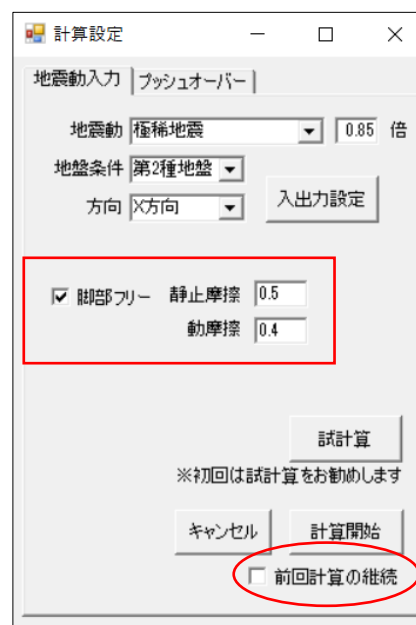 計算設定
地震動入力 プッシュオーバー
地震動 極稀地震 0.85 倍
地盤条件 第2種地盤
方向 X方向 入出力設定
脚部フリー 静止摩擦 0.5
動摩擦 0.4
試計算
※初回は試計算をお勧めします
キャンセル 計算開始
前回計算の継続